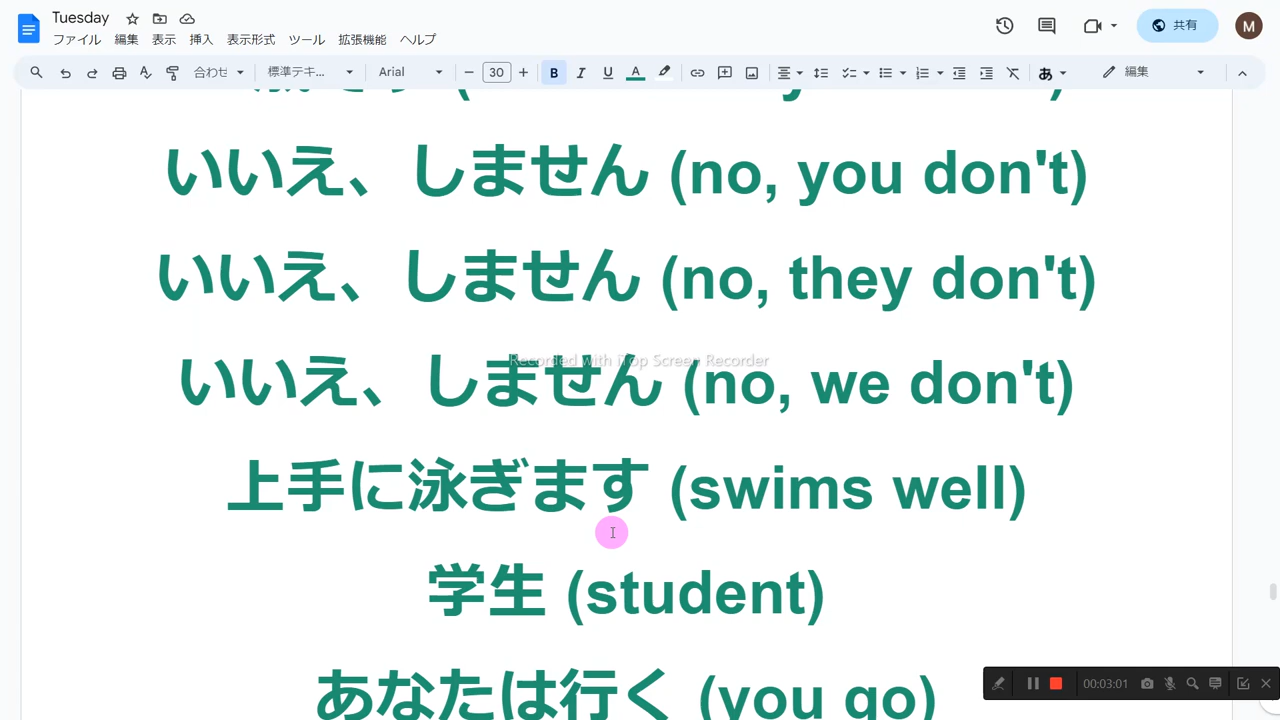 Tuesday
ファイル 編集 表示 挿入 表示形式 ツール 拡張機能 ヘルプ
共有
M
合わせ 標準テキ... Arial 30 B I U A あ 編集
いいえ、しません (no, you don't)
いいえ、しません (no, they don't)
いいえ、しません (no, we don't)
Recorded with iTop Screen Recorder
上手に泳ぎます (swims well)
学生 (student)
あなたは行く (you go)
00:03:01